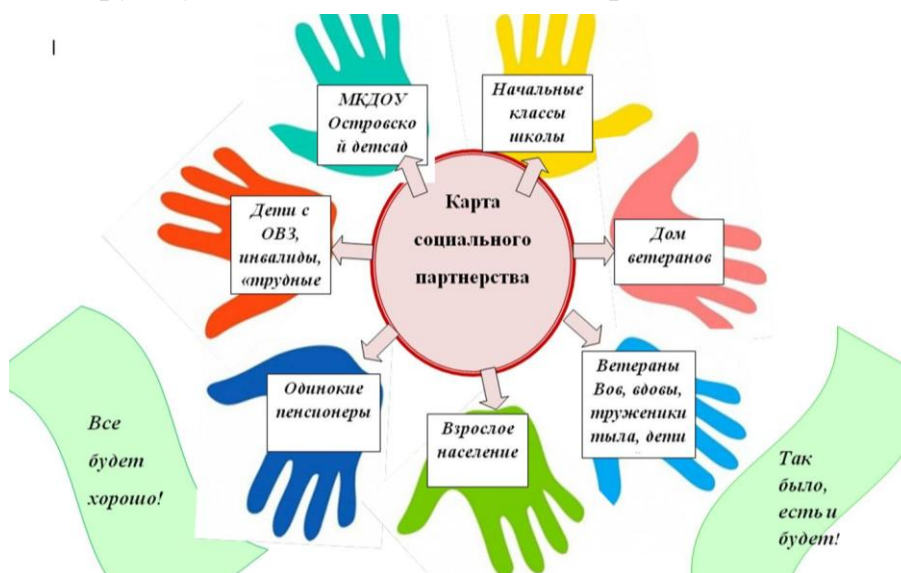 Карта
социального
партнерства
МКДОУ
Островско
й детсад
Начальные
классы
школы
Дети с
ОВЗ,
инвалиды,
«трудные
Дом
ветеранов
Одинокие
пенсионеры
Взрослое
население
Ветераны
Вов, вдовы,
труженики
тыла, дети
Все
будет
хорошо!
Так
было,
есть и
будет!